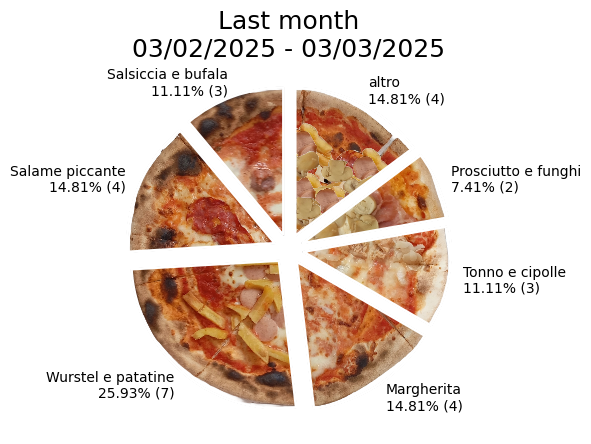 Last month
03/02/2025 - 03/03/2025
Salsiccia e bufala
11.11% (3)
altro
14.81% (4)
Salame piccante
14.81% (4)
Prosciutto e funghi
7.41% (2)
Tonno e cipolle
11.11% (3)
Wurstel e patatine
25.93% (7)
Margherita
14.81% (4)